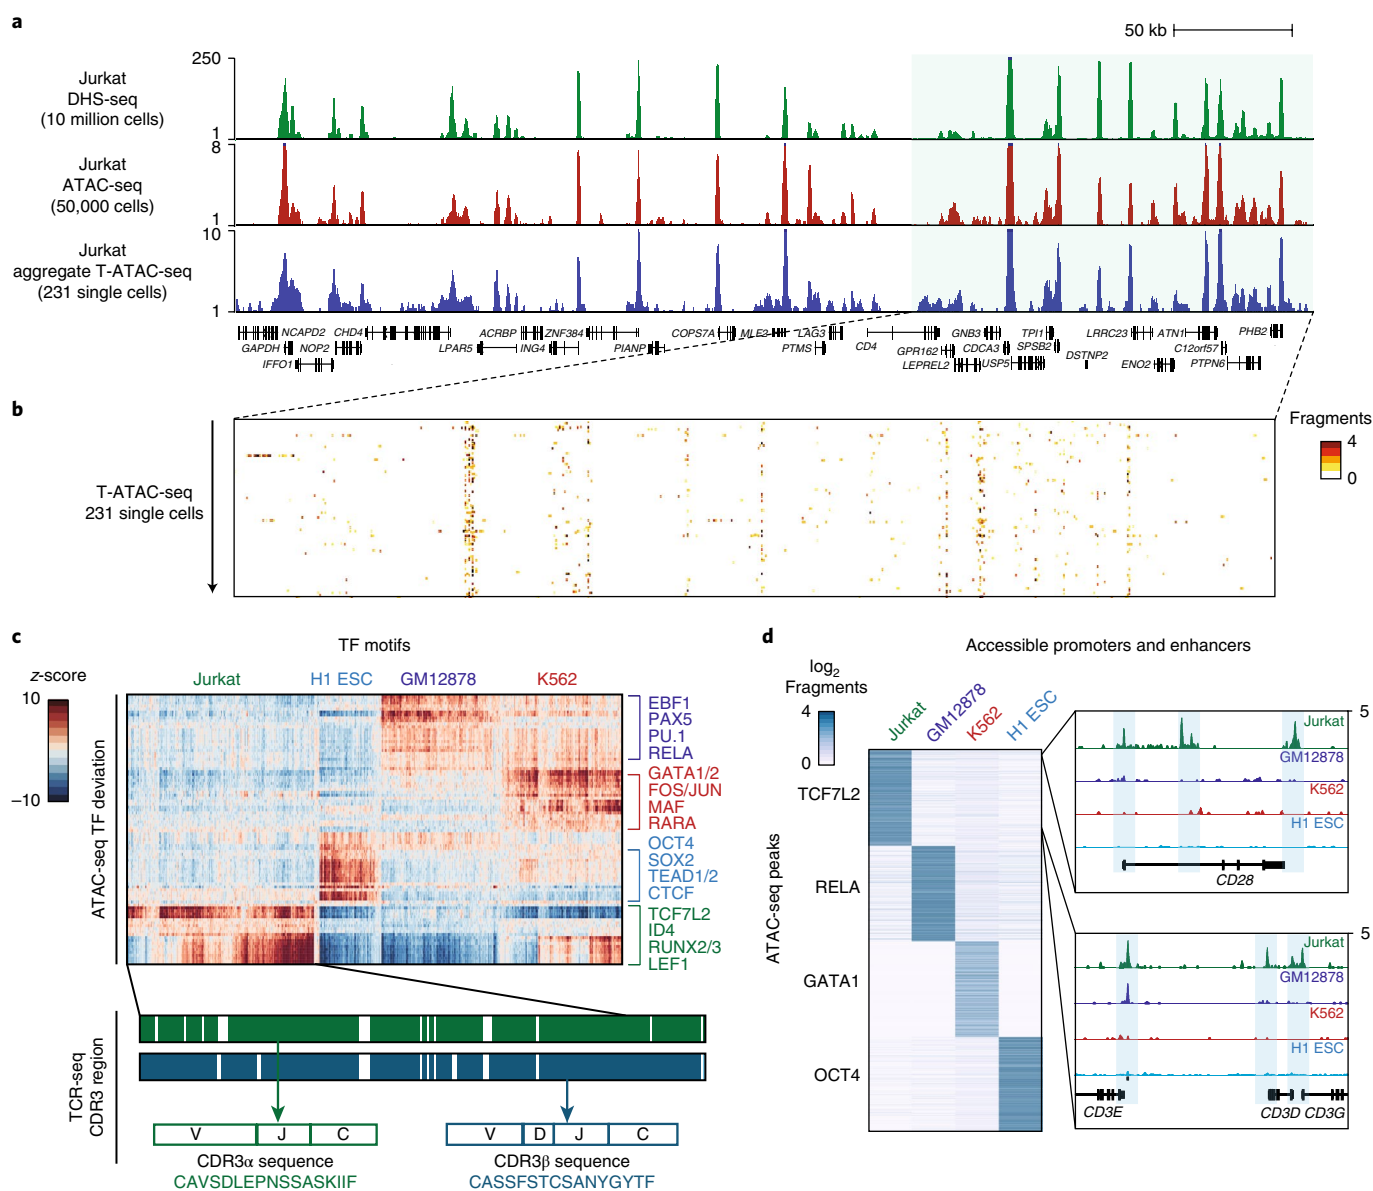 a
50 kb
250
Jurkat
DHS-seq
(10 million cells)
1
8
Jurkat
ATAC-seq
(50,000 cells)
1
10
Jurkat
aggregate T-ATAC-seq
(231 single cells)
1
NCAPD2 CHD4 ACRBP ZNF384 COPS7A MLF2 LAG3 GNB3 TPI1 LRRC23 ATN1 PHB2
GAPDH NOP2 LPAR5 ING4 PIANP PTMS CD4 GPR162 CDCA3 SPSB2 DSTNP2 C12orf57
IFFO1 LEPREL2 USP5 ENO2 PTPN6
b
Fragments
4
0
T-ATAC-seq
231 single cells
c
TF motifs
z-score
10
–10
Jurkat H1 ESC GM12878 K562
ATAC-seq TF deviation
EBF1
PAX5
PU.1
RELA
GATA1/2
FOS/JUN
MAF
RARA
OCT4
SOX2
TEAD1/2
CTCF
TCF7L2
ID4
RUNX2/3
LEF1
TCR-seq
CDR3 region
V J C
V D J C
CDR3α sequence
CAVSDLEPNSSASKIIF
CDR3β sequence
CASSFSTCSANYGYTF
d
Accessible promoters and enhancers
log2
Fragments
4
0
Jurkat
GM12878
K562
H1 ESC
ATAC-seq peaks
TCF7L2
RELA
GATA1
OCT4
5
Jurkat
GM12878
K562
H1 ESC
CD28
5
Jurkat
GM12878
K562
H1 ESC
CD3E CD3D CD3G